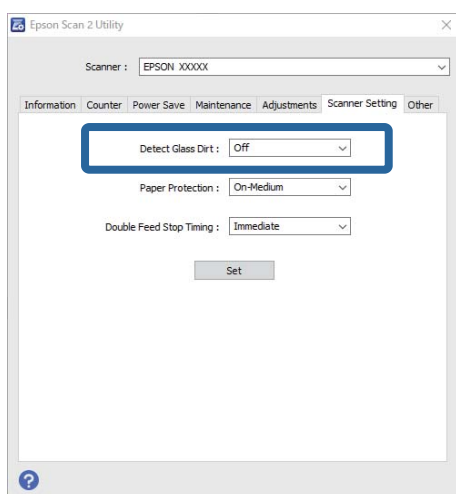 Epson Scan 2 Utility
Scanner : EPSON XXXXX
Information Counter Power Save Maintenance Adjustments Scanner Setting Other
Detect Glass Dirt : Off
Paper Protection : On-Medium
Double Feed Stop Timing : Immediate
Set
?